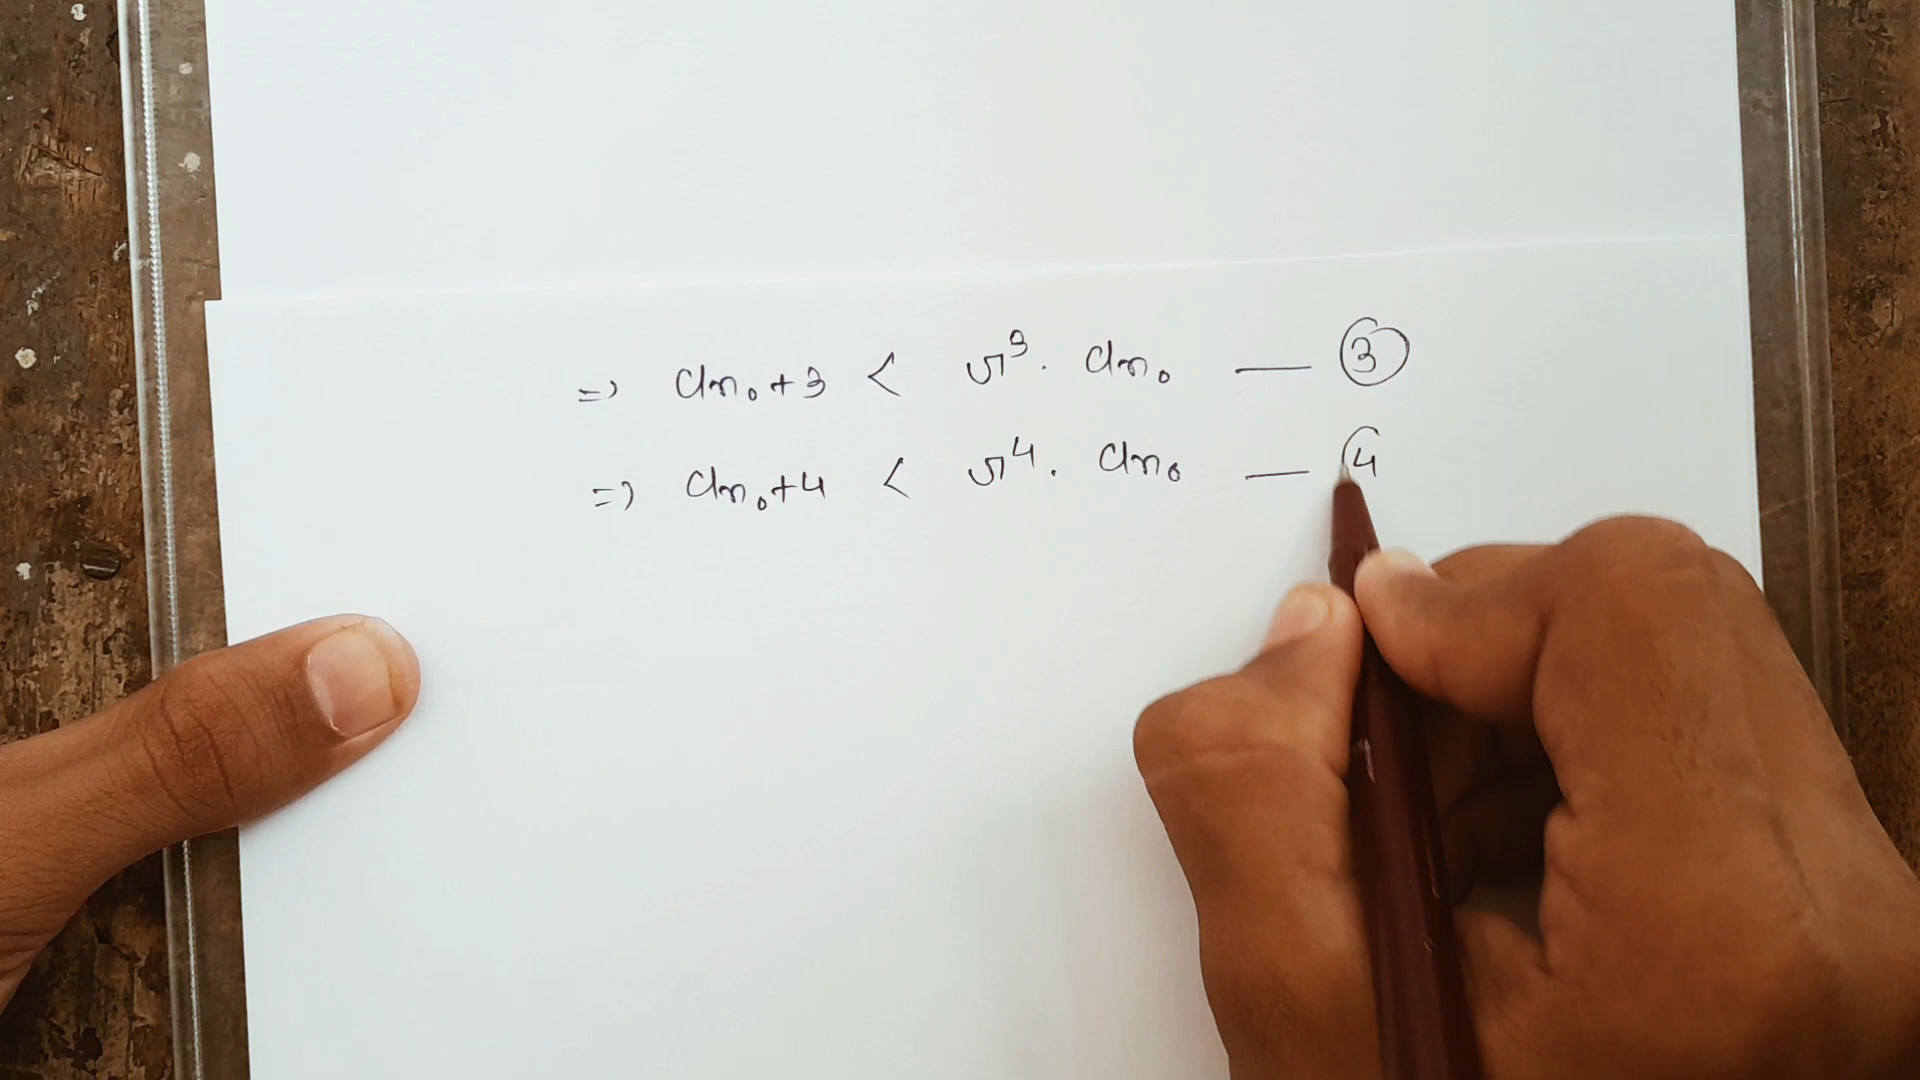 => an₀+3 < r³. an₀ — ③
=> an₀+4 < r⁴. an₀ — ④